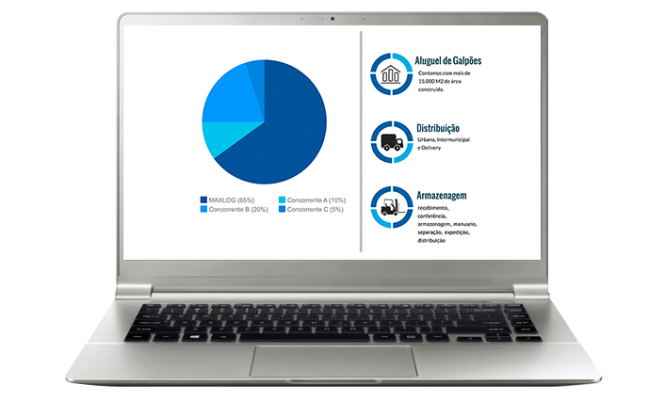 MAXLOG (65%)
Concorrente A (10%)
Concorrente B (20%)
Concorrente C (5%)
Aluguel de Galpões
Contamos com mais de
15.000 M2 de área
construída.
Distribuição
Urbana, Intermunicipal
e Delivery
Armazenagem
recebimento,
conferência,
armazenagem, manuseio,
separação, expedição,
distribuição